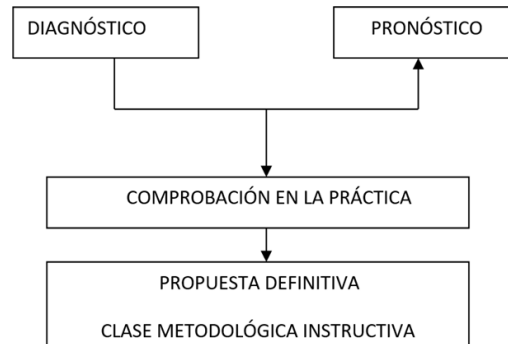 DIAGNÓSTICO
PRONÓSTICO
COMPROBACIÓN EN LA PRÁCTICA
PROPUESTA DEFINITIVA
CLASE METODOLÓGICA INSTRUCTIVA